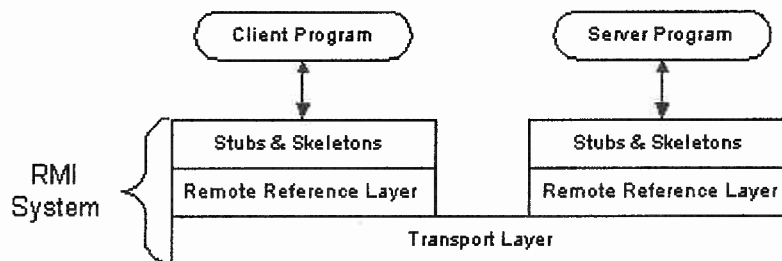 Client Program
Server Program
Stubs & Skeletons
Stubs & Skeletons
RMI
System
Remote Reference Layer
Remote Reference Layer
Transport Layer